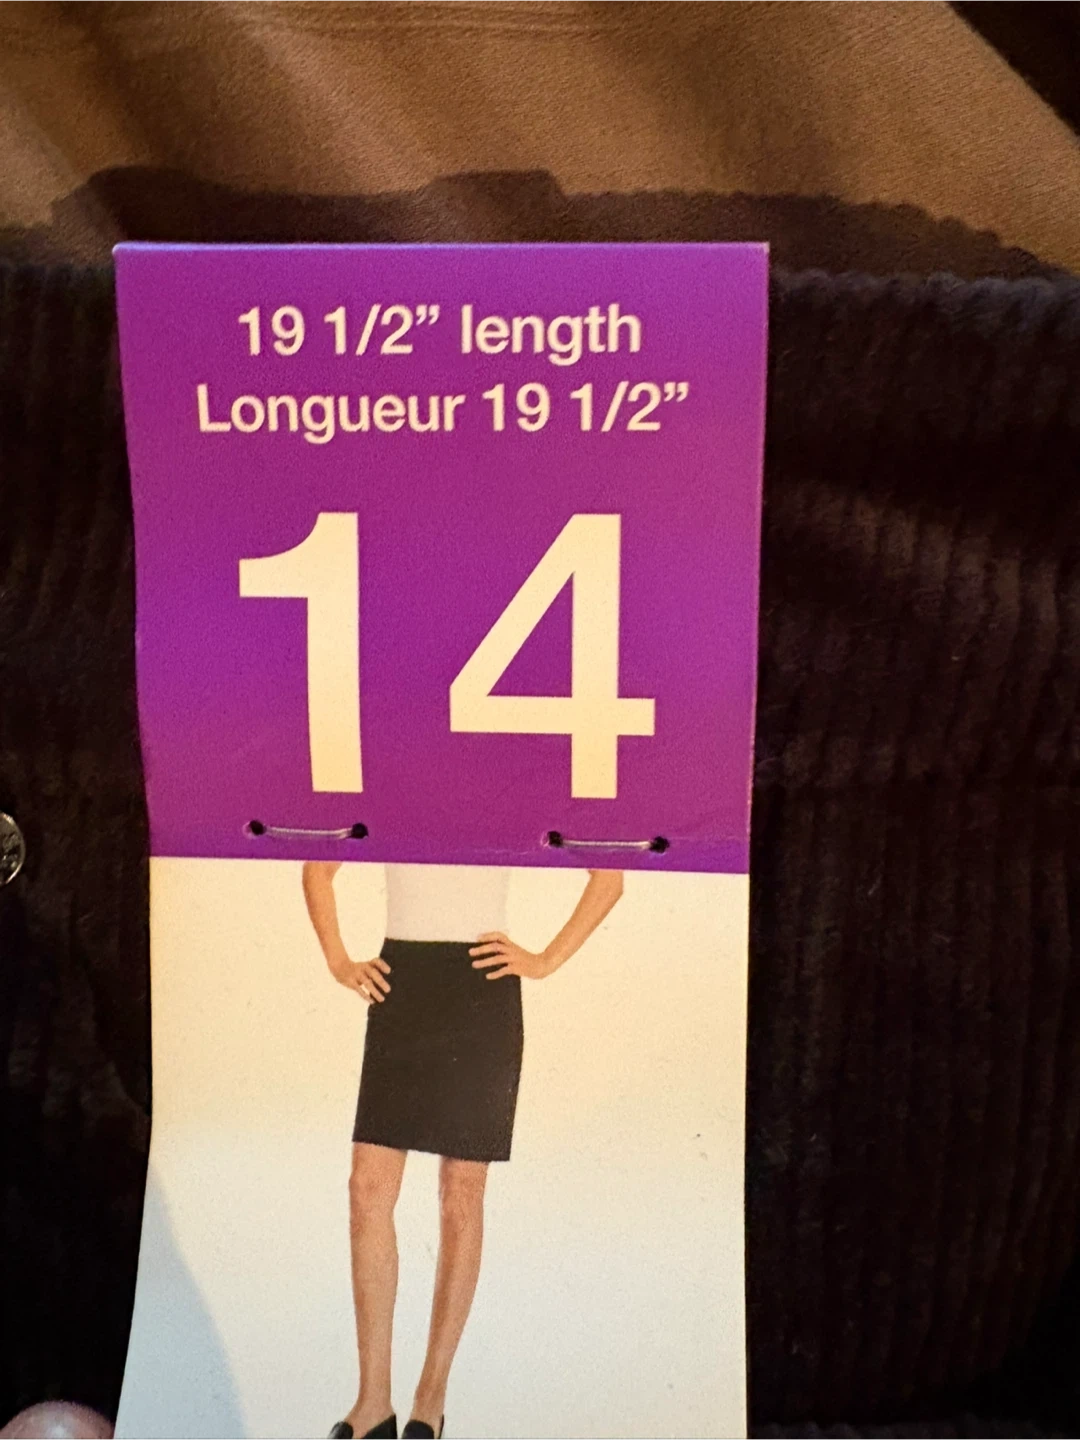 19 1/2” length
Longueur 19 1/2”
14